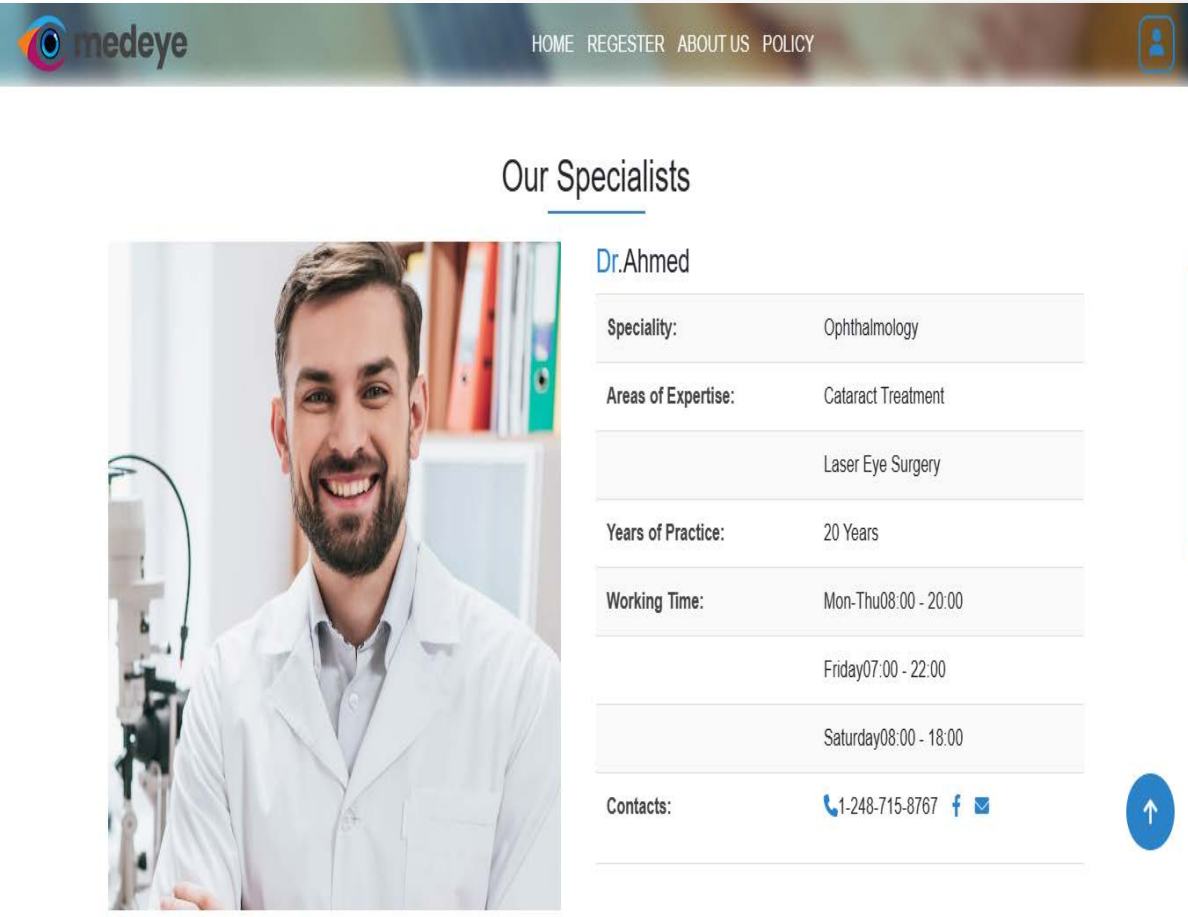 medeye
HOME REGESTER ABOUT US POLICY
Our Specialists
Dr.Ahmed
Speciality: Ophthalmology
Areas of Expertise: Cataract Treatment
Laser Eye Surgery
Years of Practice: 20 Years
Working Time: Mon-Thu08:00 - 20:00
Friday07:00 - 22:00
Saturday08:00 - 18:00
Contacts: 1-248-715-8767